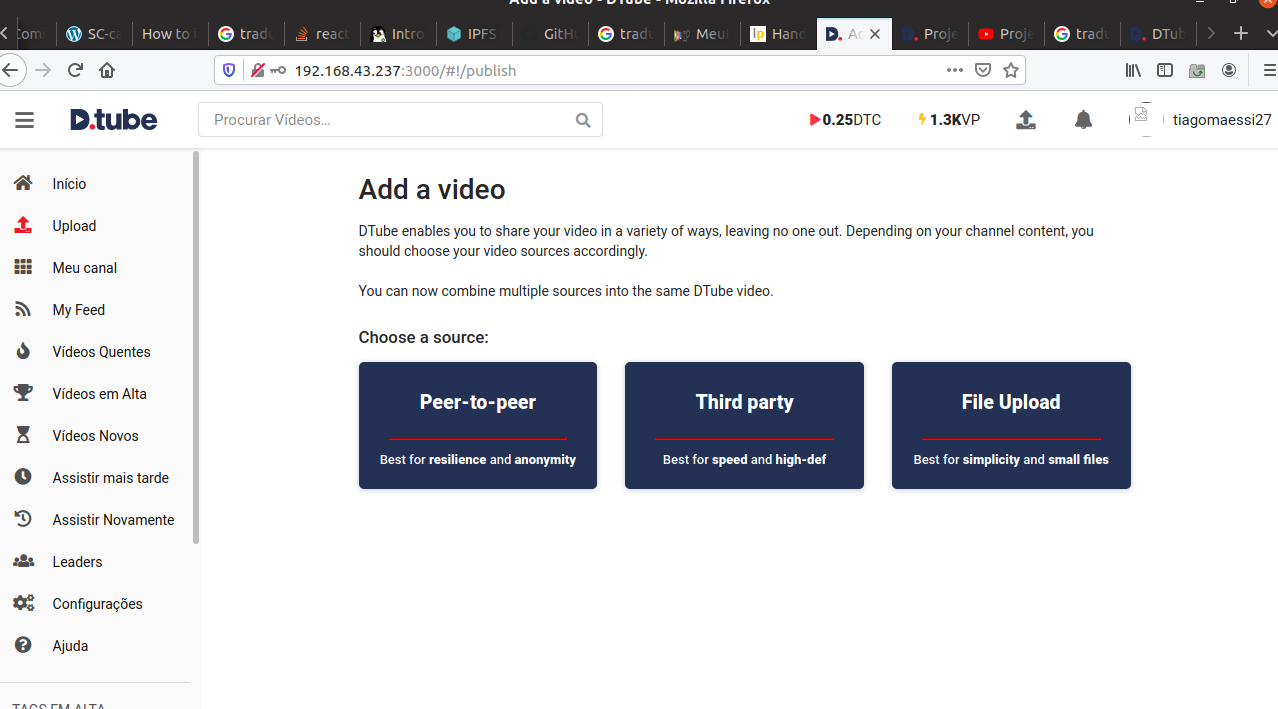 Add a video - DTube - Mozilla Firefox
SC-ca
How to i
tradu
react
Intro
IPFS
GitHu
tradu
Meu
Hand
Ad
Proje
Proje
tradu
DTub
192.168.43.237:3000/#!/publish
D.tube
Procurar Vídeos...
0.25DTC
1.3KVP
tiagomaessi27
Início
Upload
Meu canal
My Feed
Vídeos Quentes
Vídeos em Alta
Vídeos Novos
Assistir mais tarde
Assistir Novamente
Leaders
Configurações
Ajuda
TAGS EM ALTA
Add a video
DTube enables you to share your video in a variety of ways, leaving no one out. Depending on your channel content, you
should choose your video sources accordingly.
You can now combine multiple sources into the same DTube video.
Choose a source:
Peer-to-peer
Best for resilience and anonymity
Third party
Best for speed and high-def
File Upload
Best for simplicity and small files